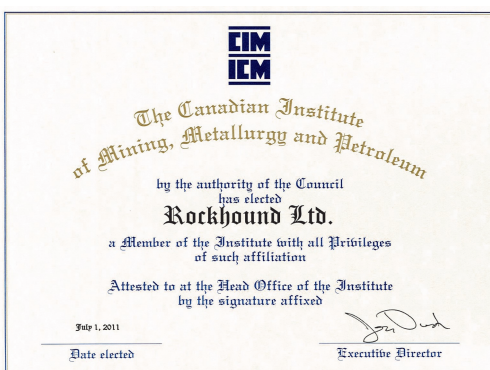 CIM
ICM
The Canadian Institute
of Mining, Metallurgy and Petroleum
by the authority of the Council
has elected
Rockhound Ltd.
a Member of the Institute with all Privileges
of such affiliation
Attested to at the Head Office of the Institute
by the signature affixed
July 1, 2011
Date elected
Executive Director